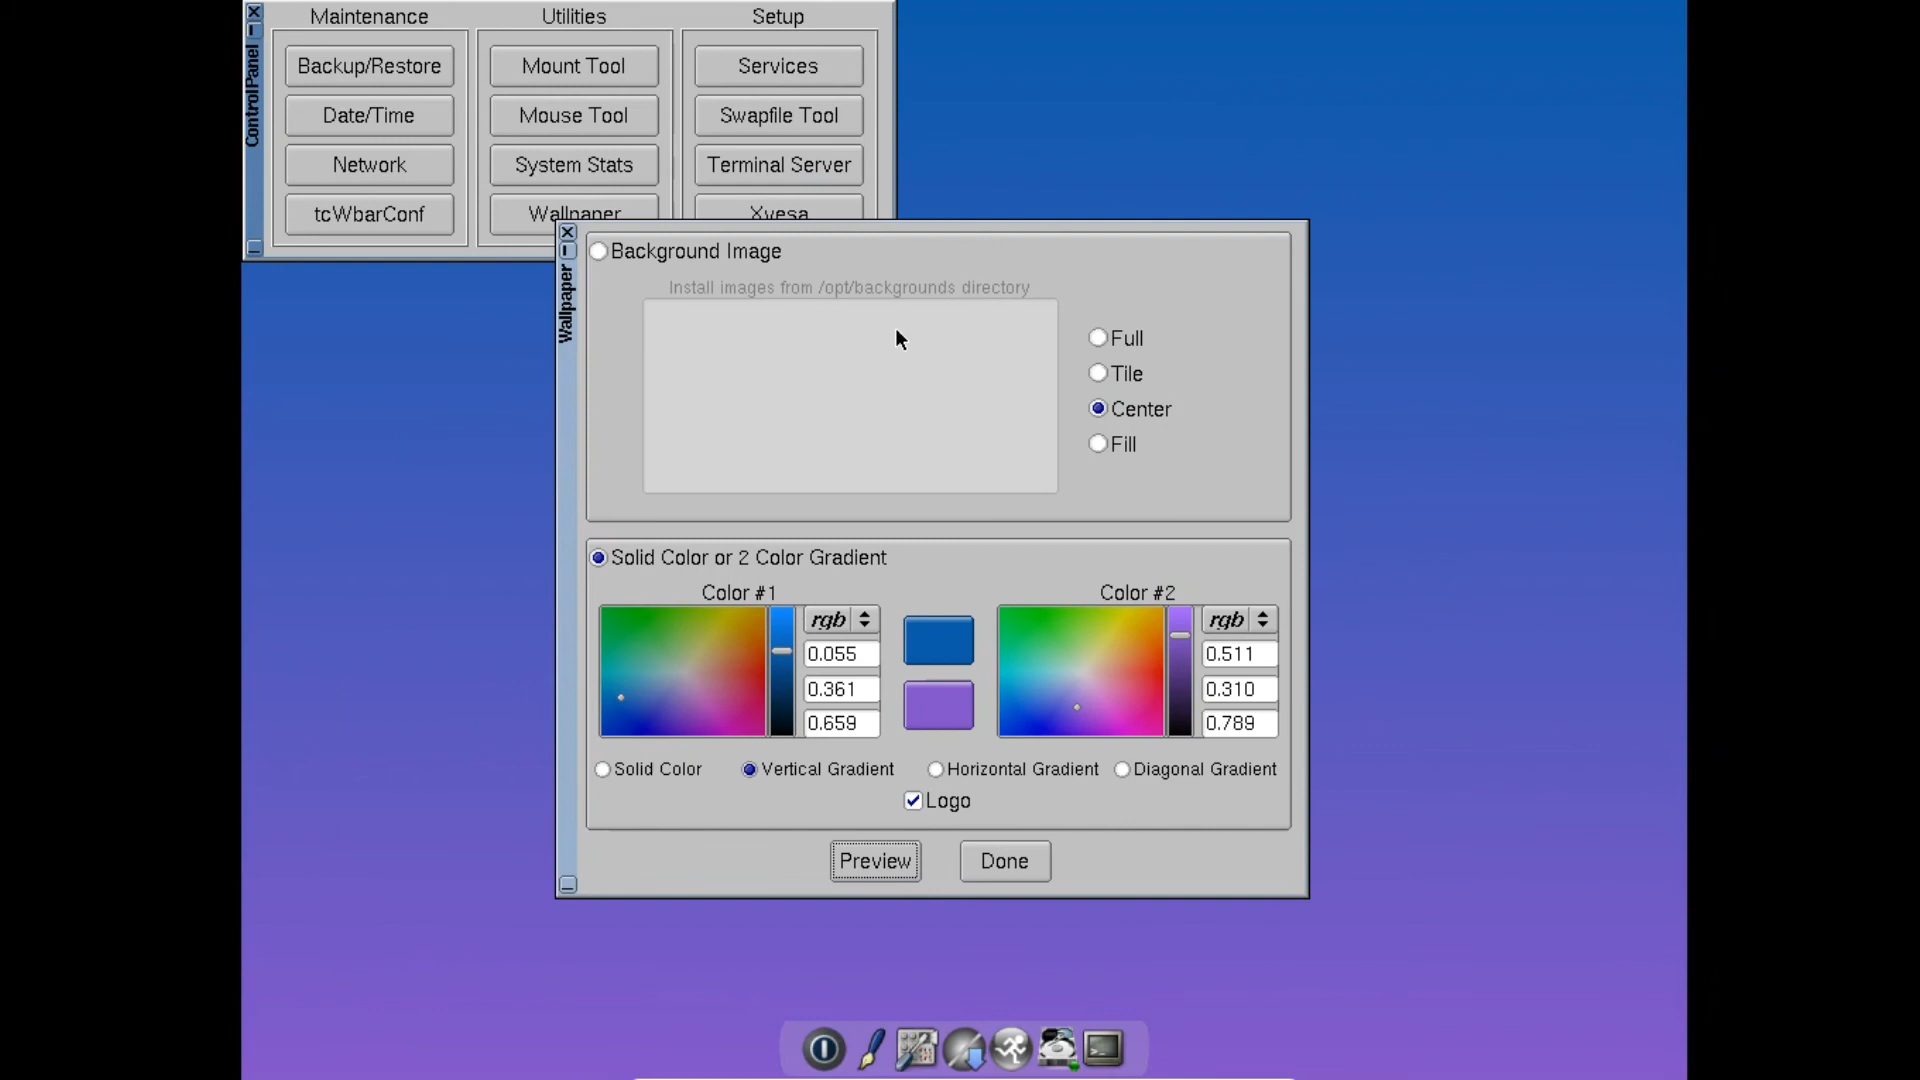 ControlPanel
Maintenance
Backup/Restore
Date/Time
Network
tcWbarConf
Utilities
Mount Tool
Mouse Tool
System Stats
Wallpaper
Setup
Services
Swapfile Tool
Terminal Server
Xvesa
Wallpaper
Background Image
Install images from /opt/backgrounds directory
Full
Tile
Center
Fill
Solid Color or 2 Color Gradient
Color #1
rgb
0.055
0.361
0.659
Color #2
rgb
0.511
0.310
0.789
Solid Color
Vertical Gradient
Horizontal Gradient
Diagonal Gradient
Logo
Preview
Done